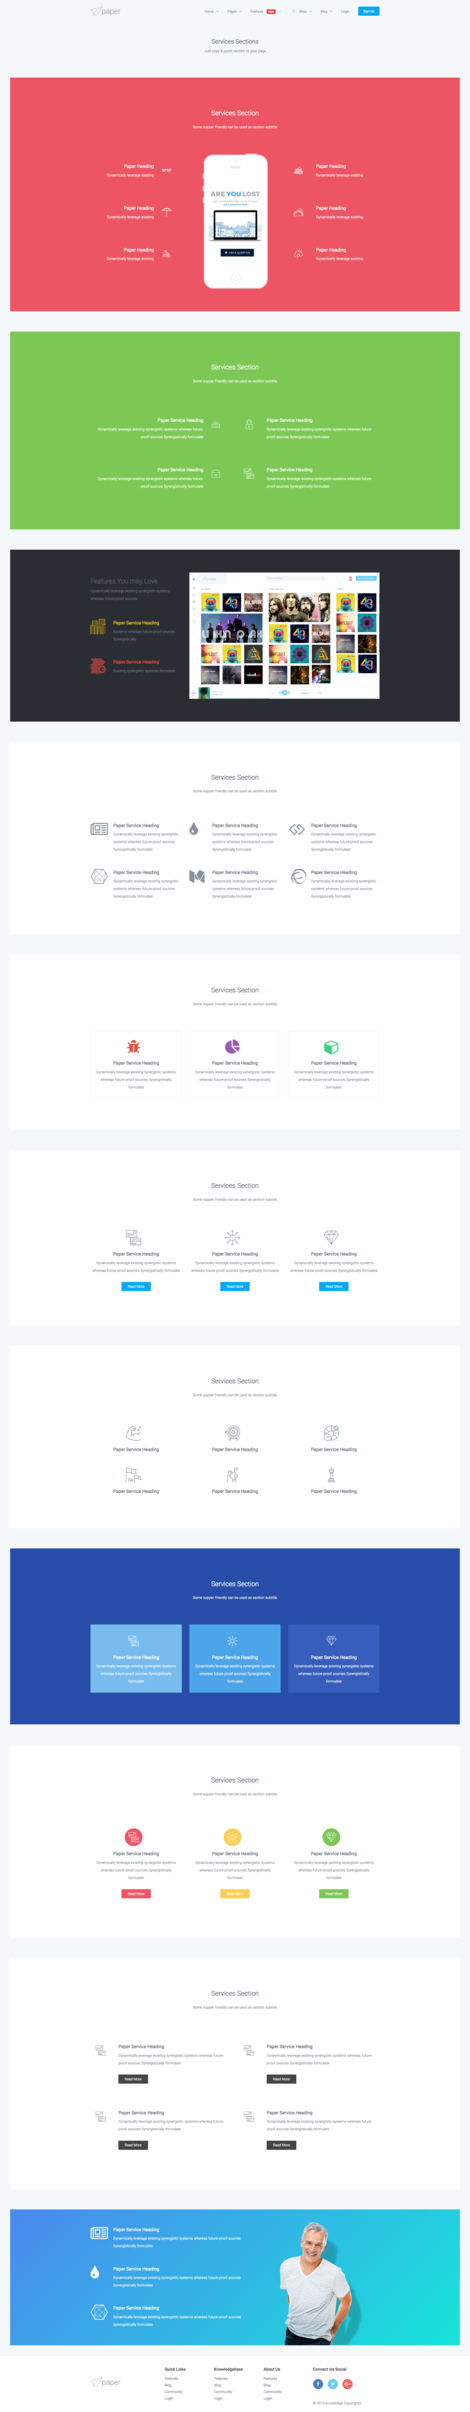 paper
Home Pages Features Shop Blog Login Sign Up
Services Sections
Just copy & paste section to your page.
Services Section
Some supper friendly can be used as section subtitle
Paper Heading
Dynamically leverage existing
Paper Heading
Dynamically leverage existing
Paper Heading
Dynamically leverage existing
ARE YOU LOST
ASK A QUESTION
Paper Heading
Dynamically leverage existing
Paper Heading
Dynamically leverage existing
Paper Heading
Dynamically leverage existing
Services Section
Some supper friendly can be used as section subtitle
Paper Service Heading
Dynamically leverage existing synergistic systems whereas future-
proof sources Synergistically formulate
Paper Service Heading
Dynamically leverage existing synergistic systems whereas future-
proof sources Synergistically formulate
Paper Service Heading
Dynamically leverage existing synergistic systems whereas future-
proof sources Synergistically formulate
Paper Service Heading
Dynamically leverage existing synergistic systems whereas future-
proof sources Synergistically formulate
Features You may Love
Dynamically leverage existing synergistic systems
whereas future-proof sources
Paper Service Heading
Systems whereas future-proof sources
Synergistically
Paper Service Heading
Existing synergistic systems formulate
Services Section
Some supper friendly can be used as section subtitle
Paper Service Heading
Dynamically leverage existing synergistic
systems whereas future-proof sources
Synergistically formulate
Paper Service Heading
Dynamically leverage existing synergistic
systems whereas future-proof sources
Synergistically formulate
Paper Service Heading
Dynamically leverage existing synergistic
systems whereas future-proof sources
Synergistically formulate
Paper Service Heading
Dynamically leverage existing synergistic
systems whereas future-proof sources
Synergistically formulate
Paper Service Heading
Dynamically leverage existing synergistic
systems whereas future-proof sources
Synergistically formulate
Paper Service Heading
Dynamically leverage existing synergistic
systems whereas future-proof sources
Synergistically formulate
Services Section
Some supper friendly can be used as section subtitle
Paper Service Heading
Dynamically leverage existing synergistic systems
whereas future-proof sources Synergistically
formulate
Paper Service Heading
Dynamically leverage existing synergistic systems
whereas future-proof sources Synergistically
formulate
Paper Service Heading
Dynamically leverage existing synergistic systems
whereas future-proof sources Synergistically
formulate
Services Section
Some supper friendly can be used as section subtitle
Paper Service Heading
Dynamically leverage existing synergistic systems
whereas future-proof sources Synergistically formulate
Read More
Paper Service Heading
Dynamically leverage existing synergistic systems
whereas future-proof sources Synergistically formulate
Read More
Paper Service Heading
Dynamically leverage existing synergistic systems
whereas future-proof sources Synergistically formulate
Read More
Services Section
Some supper friendly can be used as section subtitle
Paper Service Heading
Paper Service Heading
Paper Service Heading
Paper Service Heading
Paper Service Heading
Paper Service Heading
Services Section
Some supper friendly can be used as section subtitle
Paper Service Heading
Dynamically leverage existing synergistic systems
whereas future-proof sources Synergistically
formulate
Paper Service Heading
Dynamically leverage existing synergistic systems
whereas future-proof sources Synergistically
formulate
Paper Service Heading
Dynamically leverage existing synergistic systems
whereas future-proof sources Synergistically
formulate
Services Section
Some supper friendly can be used as section subtitle
Paper Service Heading
Dynamically leverage existing synergistic systems
whereas future-proof sources Synergistically
formulate
Read More
Paper Service Heading
Dynamically leverage existing synergistic systems
whereas future-proof sources Synergistically
formulate
Read More
Paper Service Heading
Dynamically leverage existing synergistic systems
whereas future-proof sources Synergistically
formulate
Read More
Services Section
Some supper friendly can be used as section subtitle
Paper Service Heading
Dynamically leverage existing synergistic systems whereas future-
proof sources Synergistically formulate
Read More
Paper Service Heading
Dynamically leverage existing synergistic systems whereas future-
proof sources Synergistically formulate
Read More
Paper Service Heading
Dynamically leverage existing synergistic systems whereas future-
proof sources Synergistically formulate
Read More
Paper Service Heading
Dynamically leverage existing synergistic systems whereas future-
proof sources Synergistically formulate
Read More
Paper Service Heading
Dynamically leverage existing synergistic systems whereas future-proof sources
Synergistically formulate
Paper Service Heading
Dynamically leverage existing synergistic systems whereas future-proof sources
Synergistically formulate
Paper Service Heading
Dynamically leverage existing synergistic systems whereas future-proof sources
Synergistically formulate
paper
Quick Links
Features
Blog
Community
Login
Knowledgebase
Features
Blog
Community
Login
About Us
Features
Blog
Community
Login
Connect via Social